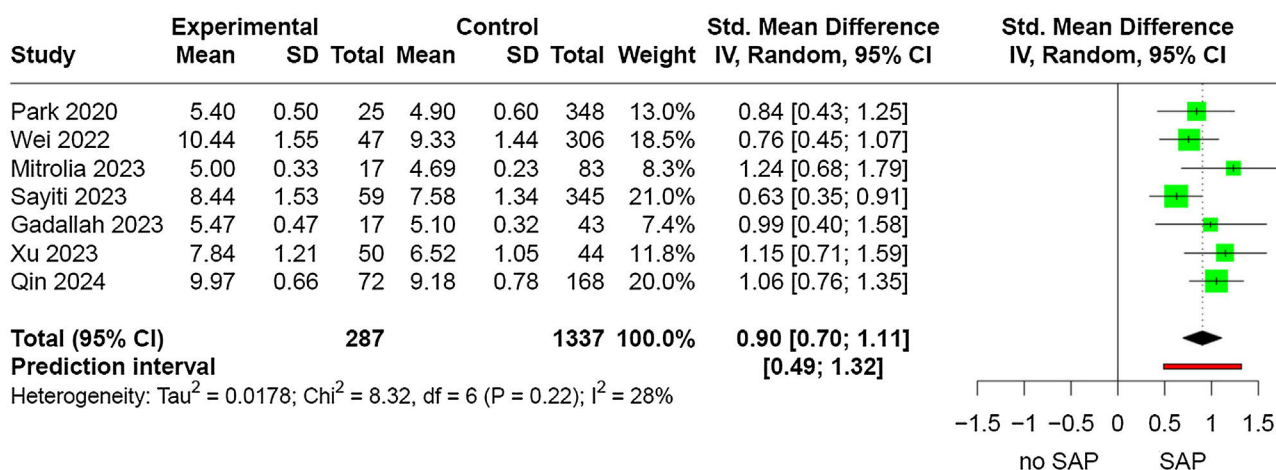 Experimental Control Std. Mean Difference Std. Mean Difference
Study Mean SD Total Mean SD Total Weight IV, Random, 95% CI IV, Random, 95% CI
Park 2020 5.40 0.50 25 4.90 0.60 348 13.0% 0.84 [0.43; 1.25]
Wei 2022 10.44 1.55 47 9.33 1.44 306 18.5% 0.76 [0.45; 1.07]
Mitrolia 2023 5.00 0.33 17 4.69 0.23 83 8.3% 1.24 [0.68; 1.79]
Sayiti 2023 8.44 1.53 59 7.58 1.34 345 21.0% 0.63 [0.35; 0.91]
Gadallah 2023 5.47 0.47 17 5.10 0.32 43 7.4% 0.99 [0.40; 1.58]
Xu 2023 7.84 1.21 50 6.52 1.05 44 11.8% 1.15 [0.71; 1.59]
Qin 2024 9.97 0.66 72 9.18 0.78 168 20.0% 1.06 [0.76; 1.35]
Total (95% CI) 287 1337 100.0% 0.90 [0.70; 1.11]
Prediction interval [0.49; 1.32]
Heterogeneity: Tau² = 0.0178; Chi² = 8.32, df = 6 (P = 0.22); I² = 28%
−1.5 −1 −0.5 0 0.5 1 1.5
no SAP SAP